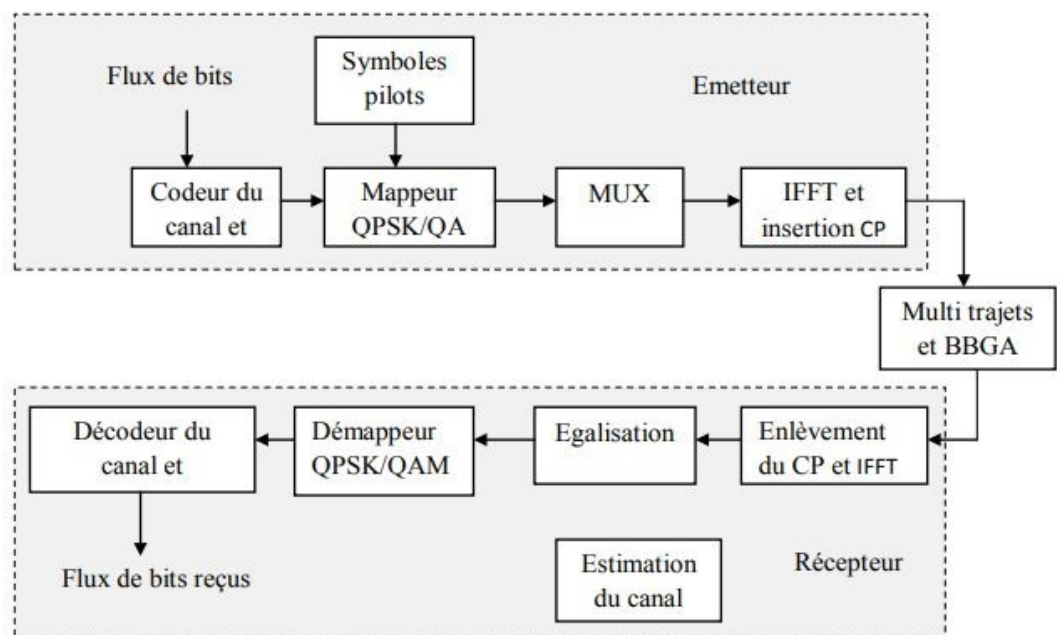 Flux de bits
Symboles
pilots
Emetteur
Codeur du
canal et
Mappeur
QPSK/QA
MUX
IFFT et
insertion CP
Multi trajets
et BBGA
Décodeur du
canal et
Démappeur
QPSK/QAM
Egalisation
Enlèvement
du CP et IFFT
Flux de bits reçus
Estimation
du canal
Récepteur